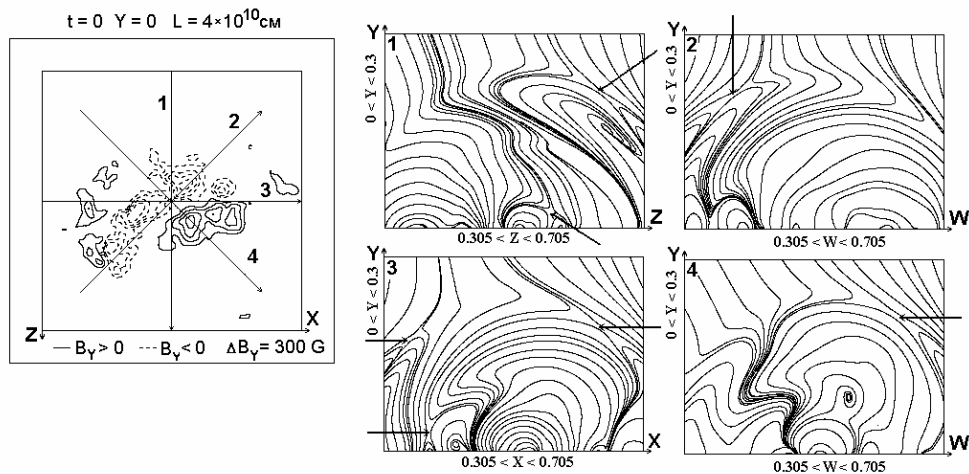 t = 0 Y = 0 L = 4×10¹⁰см
1
2
3
4
Z
X
— B_Y > 0 --- B_Y < 0 ΔB_Y = 300 G
Y
1
0 < Y < 0.3
Z
0.305 < Z < 0.705
Y
2
0 < Y < 0.3
W
0.305 < W < 0.705
Y
3
0 < Y < 0.3
X
0.305 < X < 0.705
Y
4
0 < Y < 0.3
W
0.305 < W < 0.705